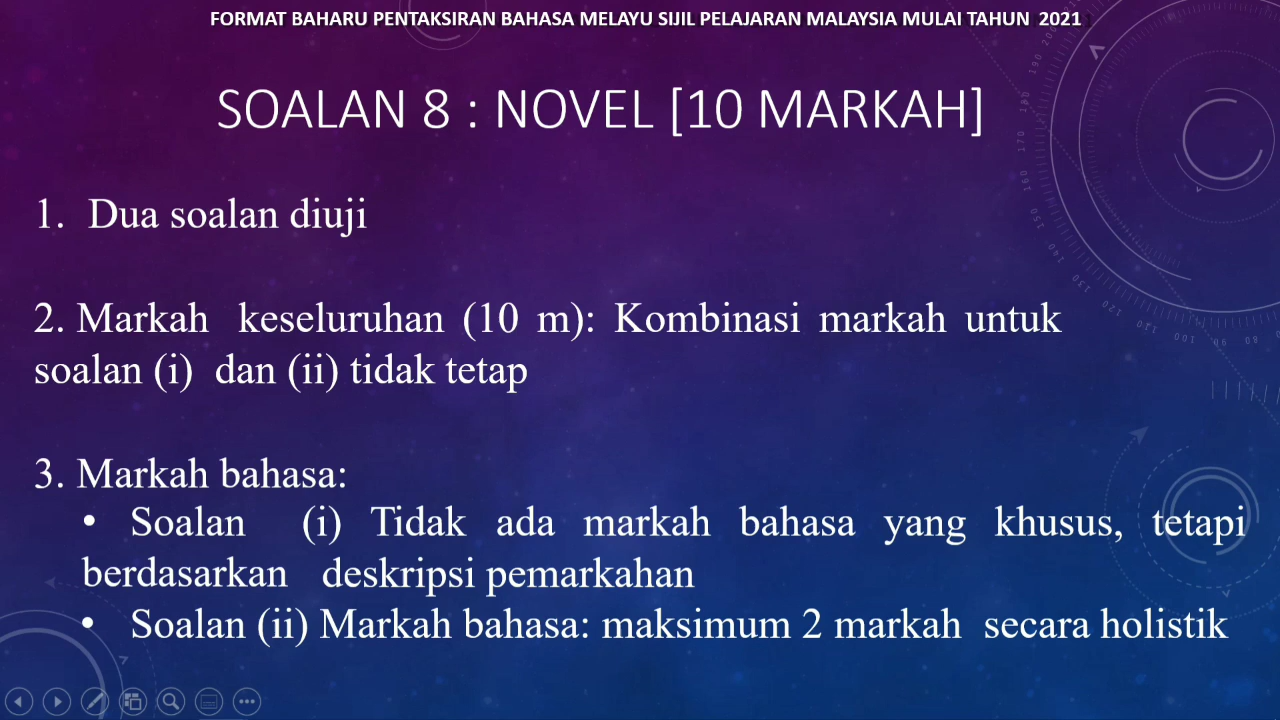 FORMAT BAHARU PENTAKSIRAN BAHASA MELAYU SIJIL PELAJARAN MALAYSIA MULAI TAHUN 2021
SOALAN 8 : NOVEL [10 MARKAH]
1. Dua soalan diuji
2. Markah keseluruhan (10 m): Kombinasi markah untuk
soalan (i) dan (ii) tidak tetap
3. Markah bahasa:
• Soalan (i) Tidak ada markah bahasa yang khusus, tetapi
berdasarkan deskripsi pemarkahan
• Soalan (ii) Markah bahasa: maksimum 2 markah secara holistik